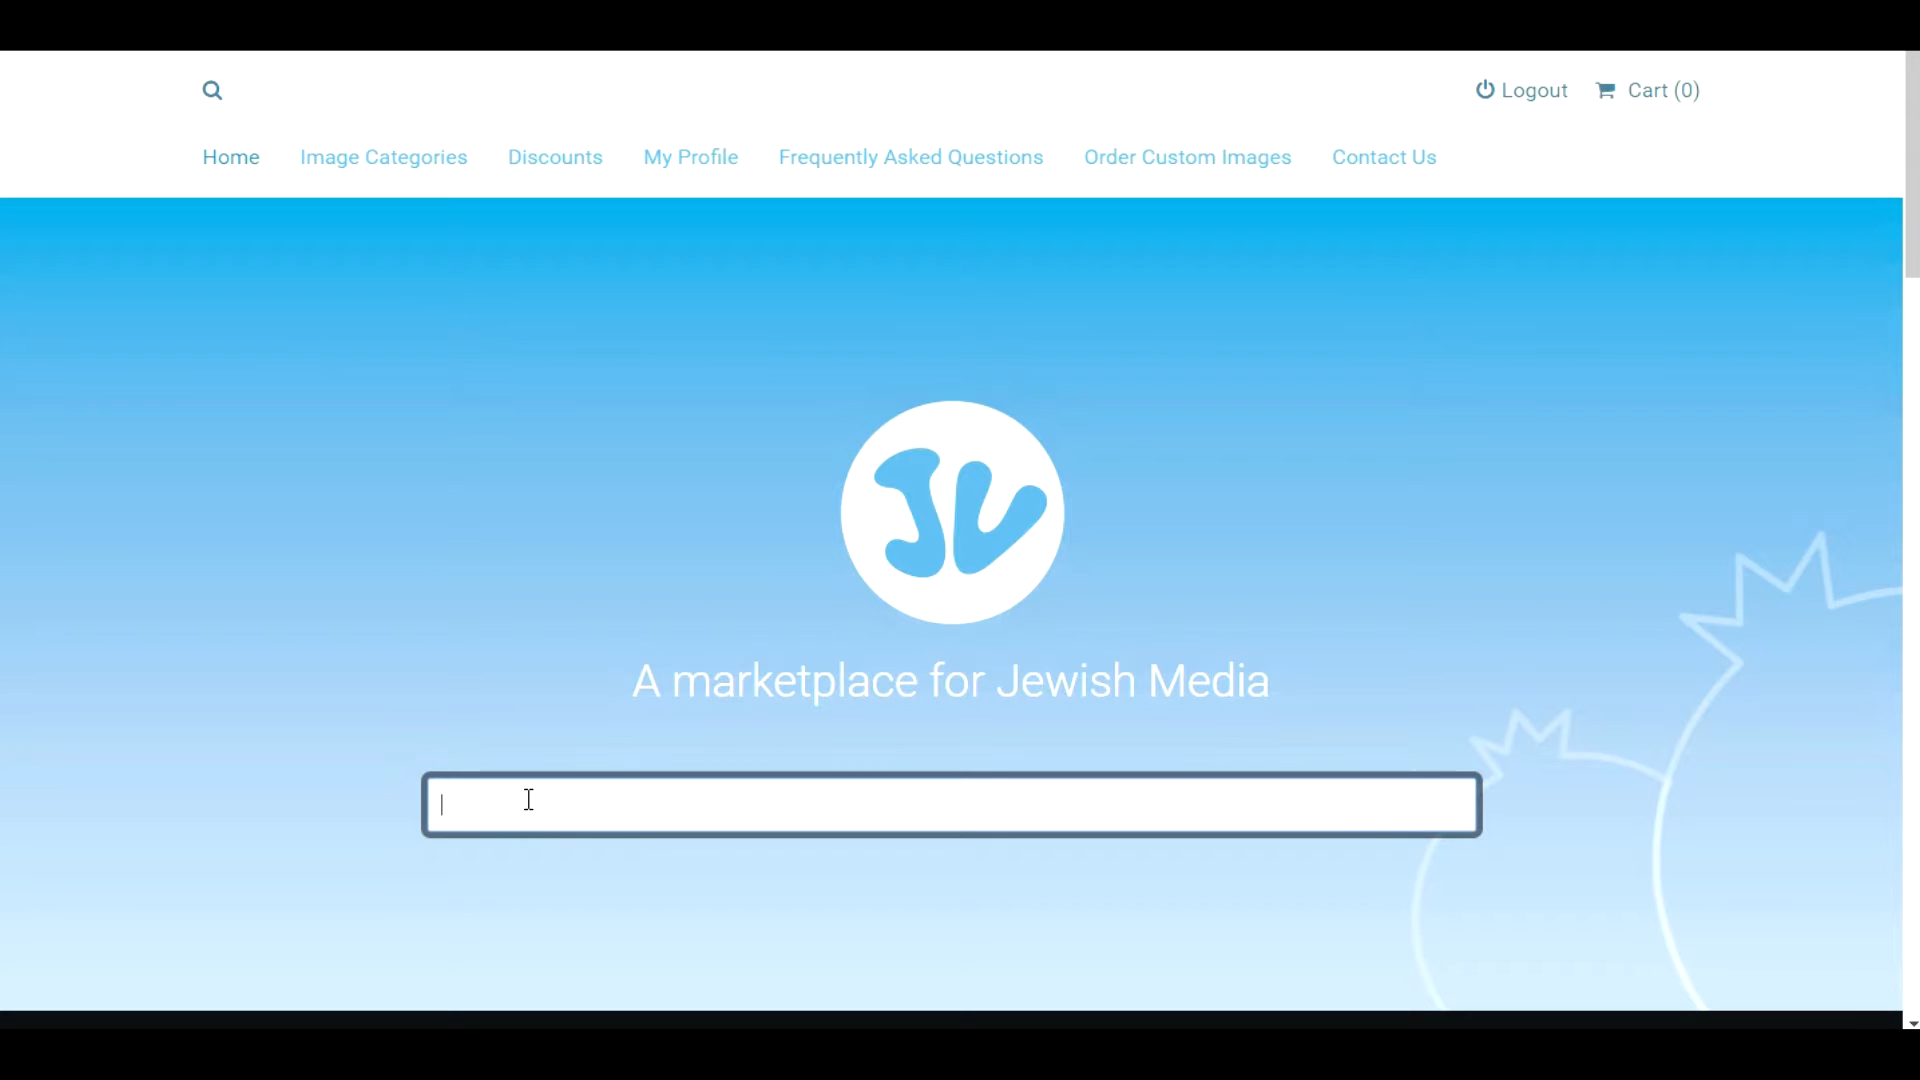 Logout Cart (0)
Home Image Categories Discounts My Profile Frequently Asked Questions Order Custom Images Contact Us
JV
A marketplace for Jewish Media